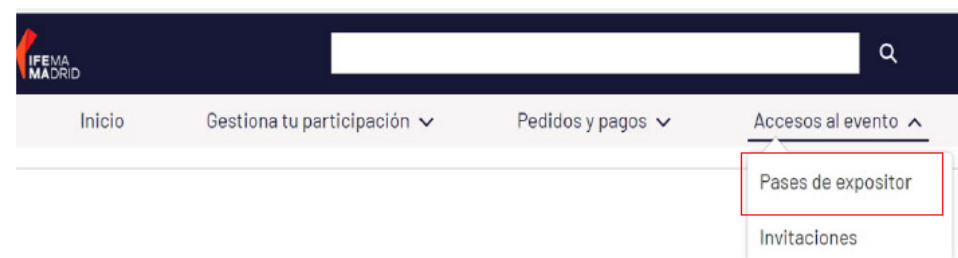 IFEMA
MADRID
Inicio
Gestiona tu participación
Pedidos y pagos
Accesos al evento
Pases de expositor
Invitaciones